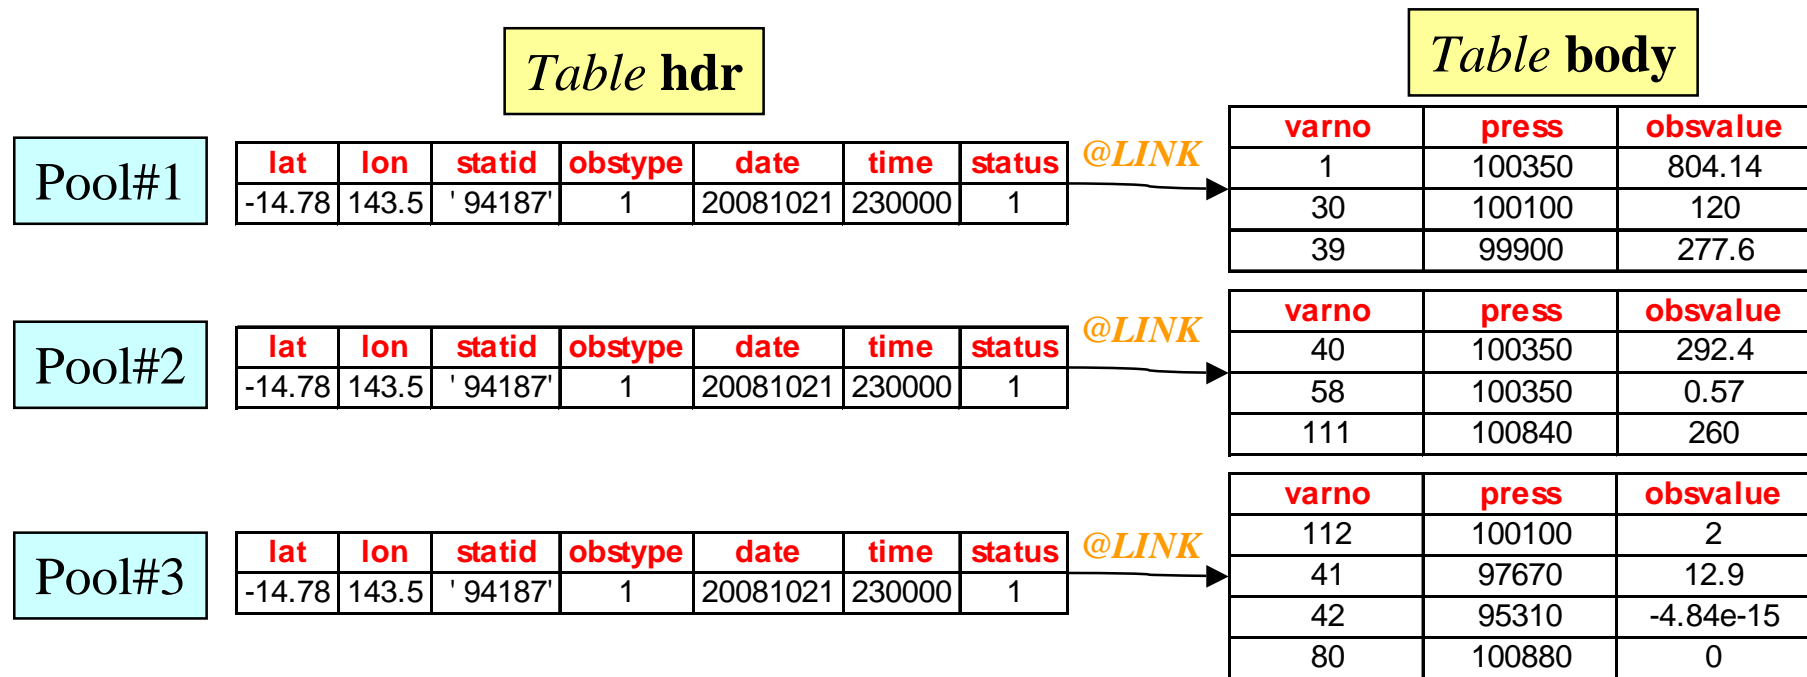 Table hdr
Table body
Pool#1
lat lon statid obstype date time status
-14.78 143.5 ' 94187' 1 20081021 230000 1
@LINK
varno press obsvalue
1 100350 804.14
30 100100 120
39 99900 277.6
Pool#2
lat lon statid obstype date time status
-14.78 143.5 ' 94187' 1 20081021 230000 1
@LINK
varno press obsvalue
40 100350 292.4
58 100350 0.57
111 100840 260
Pool#3
lat lon statid obstype date time status
-14.78 143.5 ' 94187' 1 20081021 230000 1
@LINK
varno press obsvalue
112 100100 2
41 97670 12.9
42 95310 -4.84e-15
80 100880 0